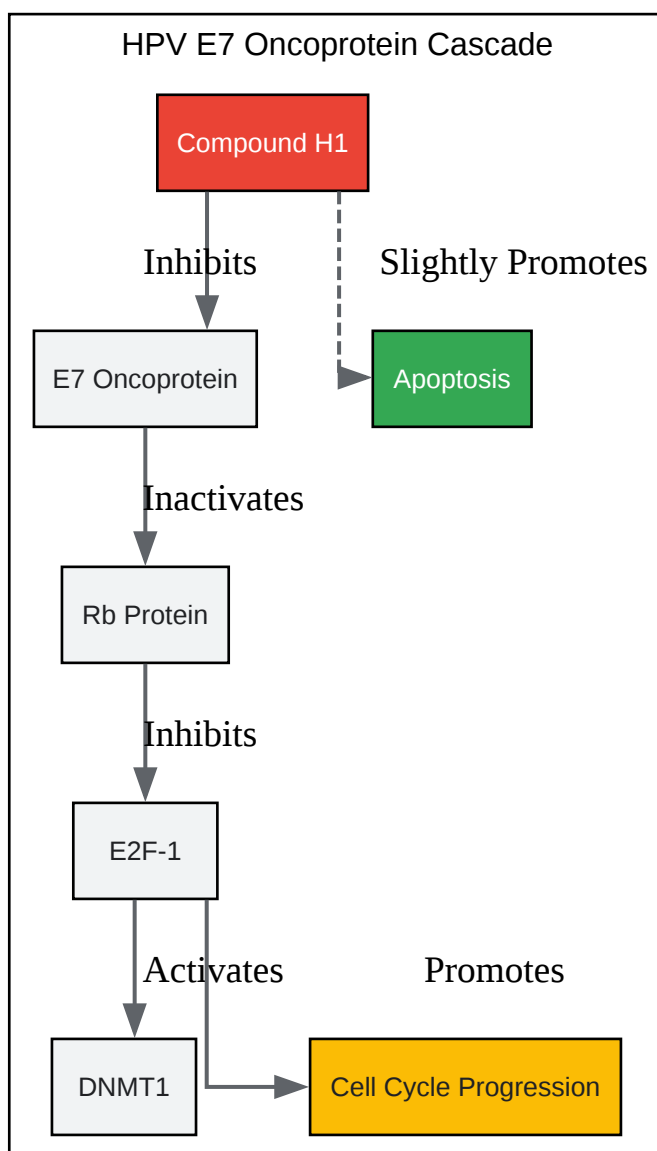 HPV E7 Oncoprotein Cascade
Compound H1
Inhibits
Slightly Promotes
E7 Oncoprotein
Apoptosis
Inactivates
Rb Protein
Inhibits
E2F-1
Activates
Promotes
DNMT1
Cell Cycle Progression